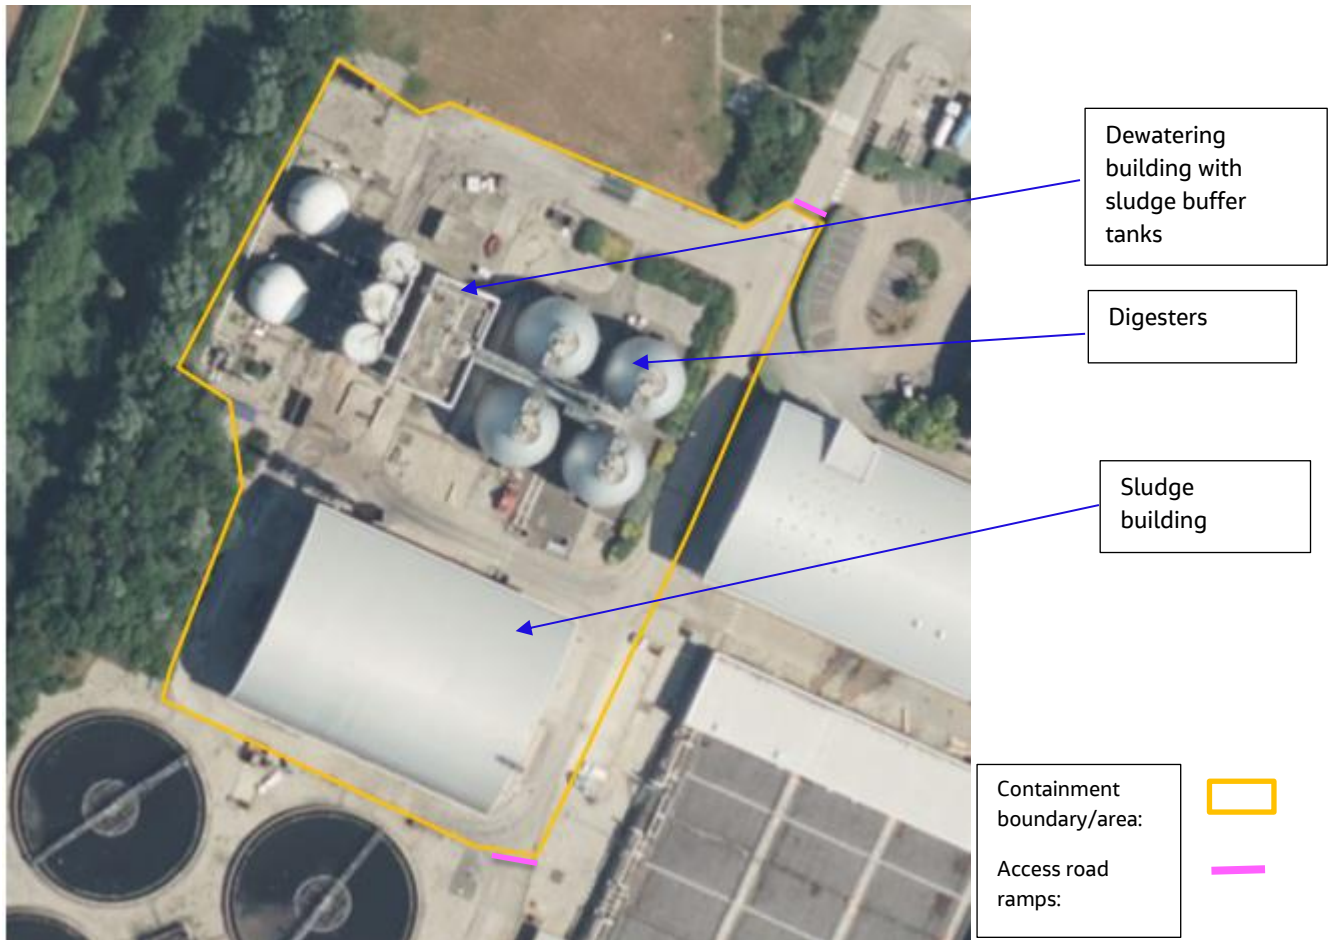 Dewatering
building with
sludge buffer
tanks
Digesters
Sludge
building
Containment
boundary/area:
Access road
ramps: